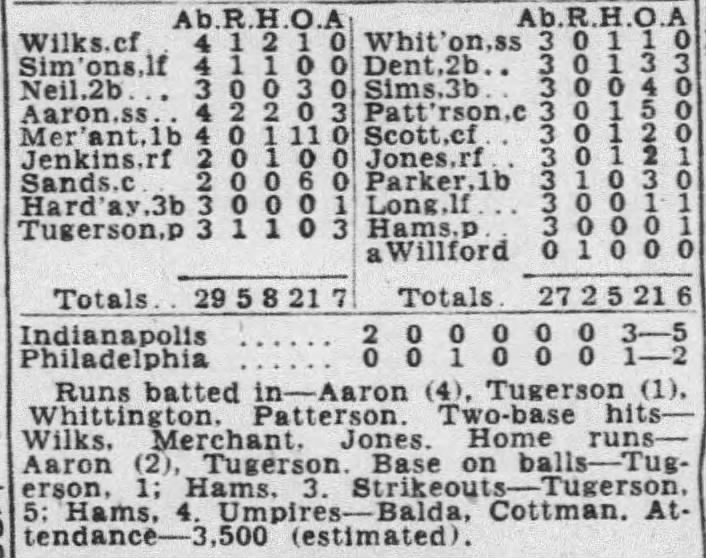 Ab.R.H.O.A
Wilks,cf.. 4 1 2 1 0
Sim'ons,lf 4 1 1 0 0
Neil,2b... 3 0 0 3 0
Aaron,ss.. 4 2 2 0 3
Mer'ant,1b 4 0 1 11 0
Jenkins,rf 2 0 1 0 0
Sands,c.. 2 0 0 6 0
Hard'ay,3b 3 0 0 0 1
Tugerson,p 3 1 1 0 3
Totals.. 29 5 8 21 7
Ab.R.H.O.A
Whit'on,ss 3 0 1 1 0
Dent,2b.. 3 0 1 3 3
Sims,3b.. 3 0 0 4 0
Patt'rson,c 3 0 1 5 0
Scott,cf.. 3 0 1 2 0
Jones,rf.. 3 0 1 2 1
Parker,1b 3 1 0 3 0
Long,lf... 3 0 0 1 1
Hams,p... 3 0 0 0 1
aWillford 0 1 0 0 0
Totals. 27 2 5 21 6
Indianapolis ...... 2 0 0 0 0 0 3—5
Philadelphia ...... 0 0 1 0 0 0 1—2
Runs batted in—Aaron (4), Tugerson (1),
Whittington, Patterson. Two-base hits—
Wilks, Merchant, Jones. Home runs—
Aaron (2), Tugerson. Base on balls—Tug-
erson, 1; Hams, 3. Strikeouts—Tugerson,
5; Hams, 4. Umpires—Balda, Cottman. At-
tendance—3,500 (estimated).